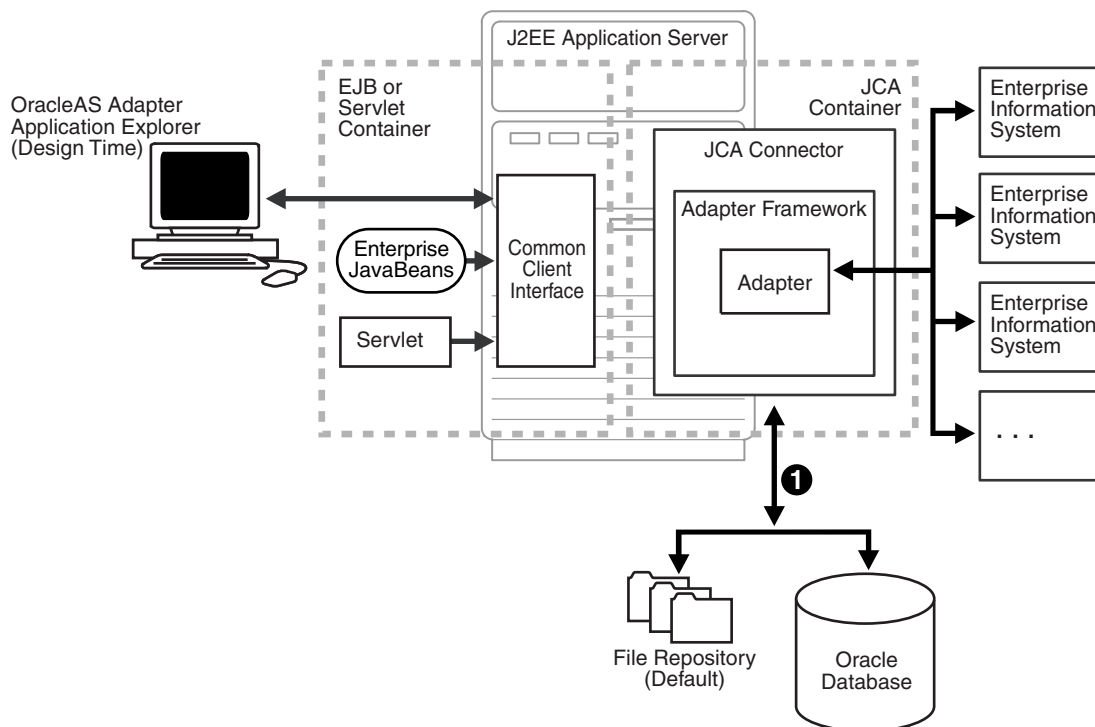 J2EE Application Server
EJB or
Servlet
Container
JCA
Container
OracleAS Adapter
Application Explorer
(Design Time)
JCA Connector
Adapter Framework
Adapter
Enterprise
JavaBeans
Servlet
Common
Client
Interface
Enterprise
Information
System
Enterprise
Information
System
Enterprise
Information
System
. . .
1
File Repository
(Default)
Oracle
Database